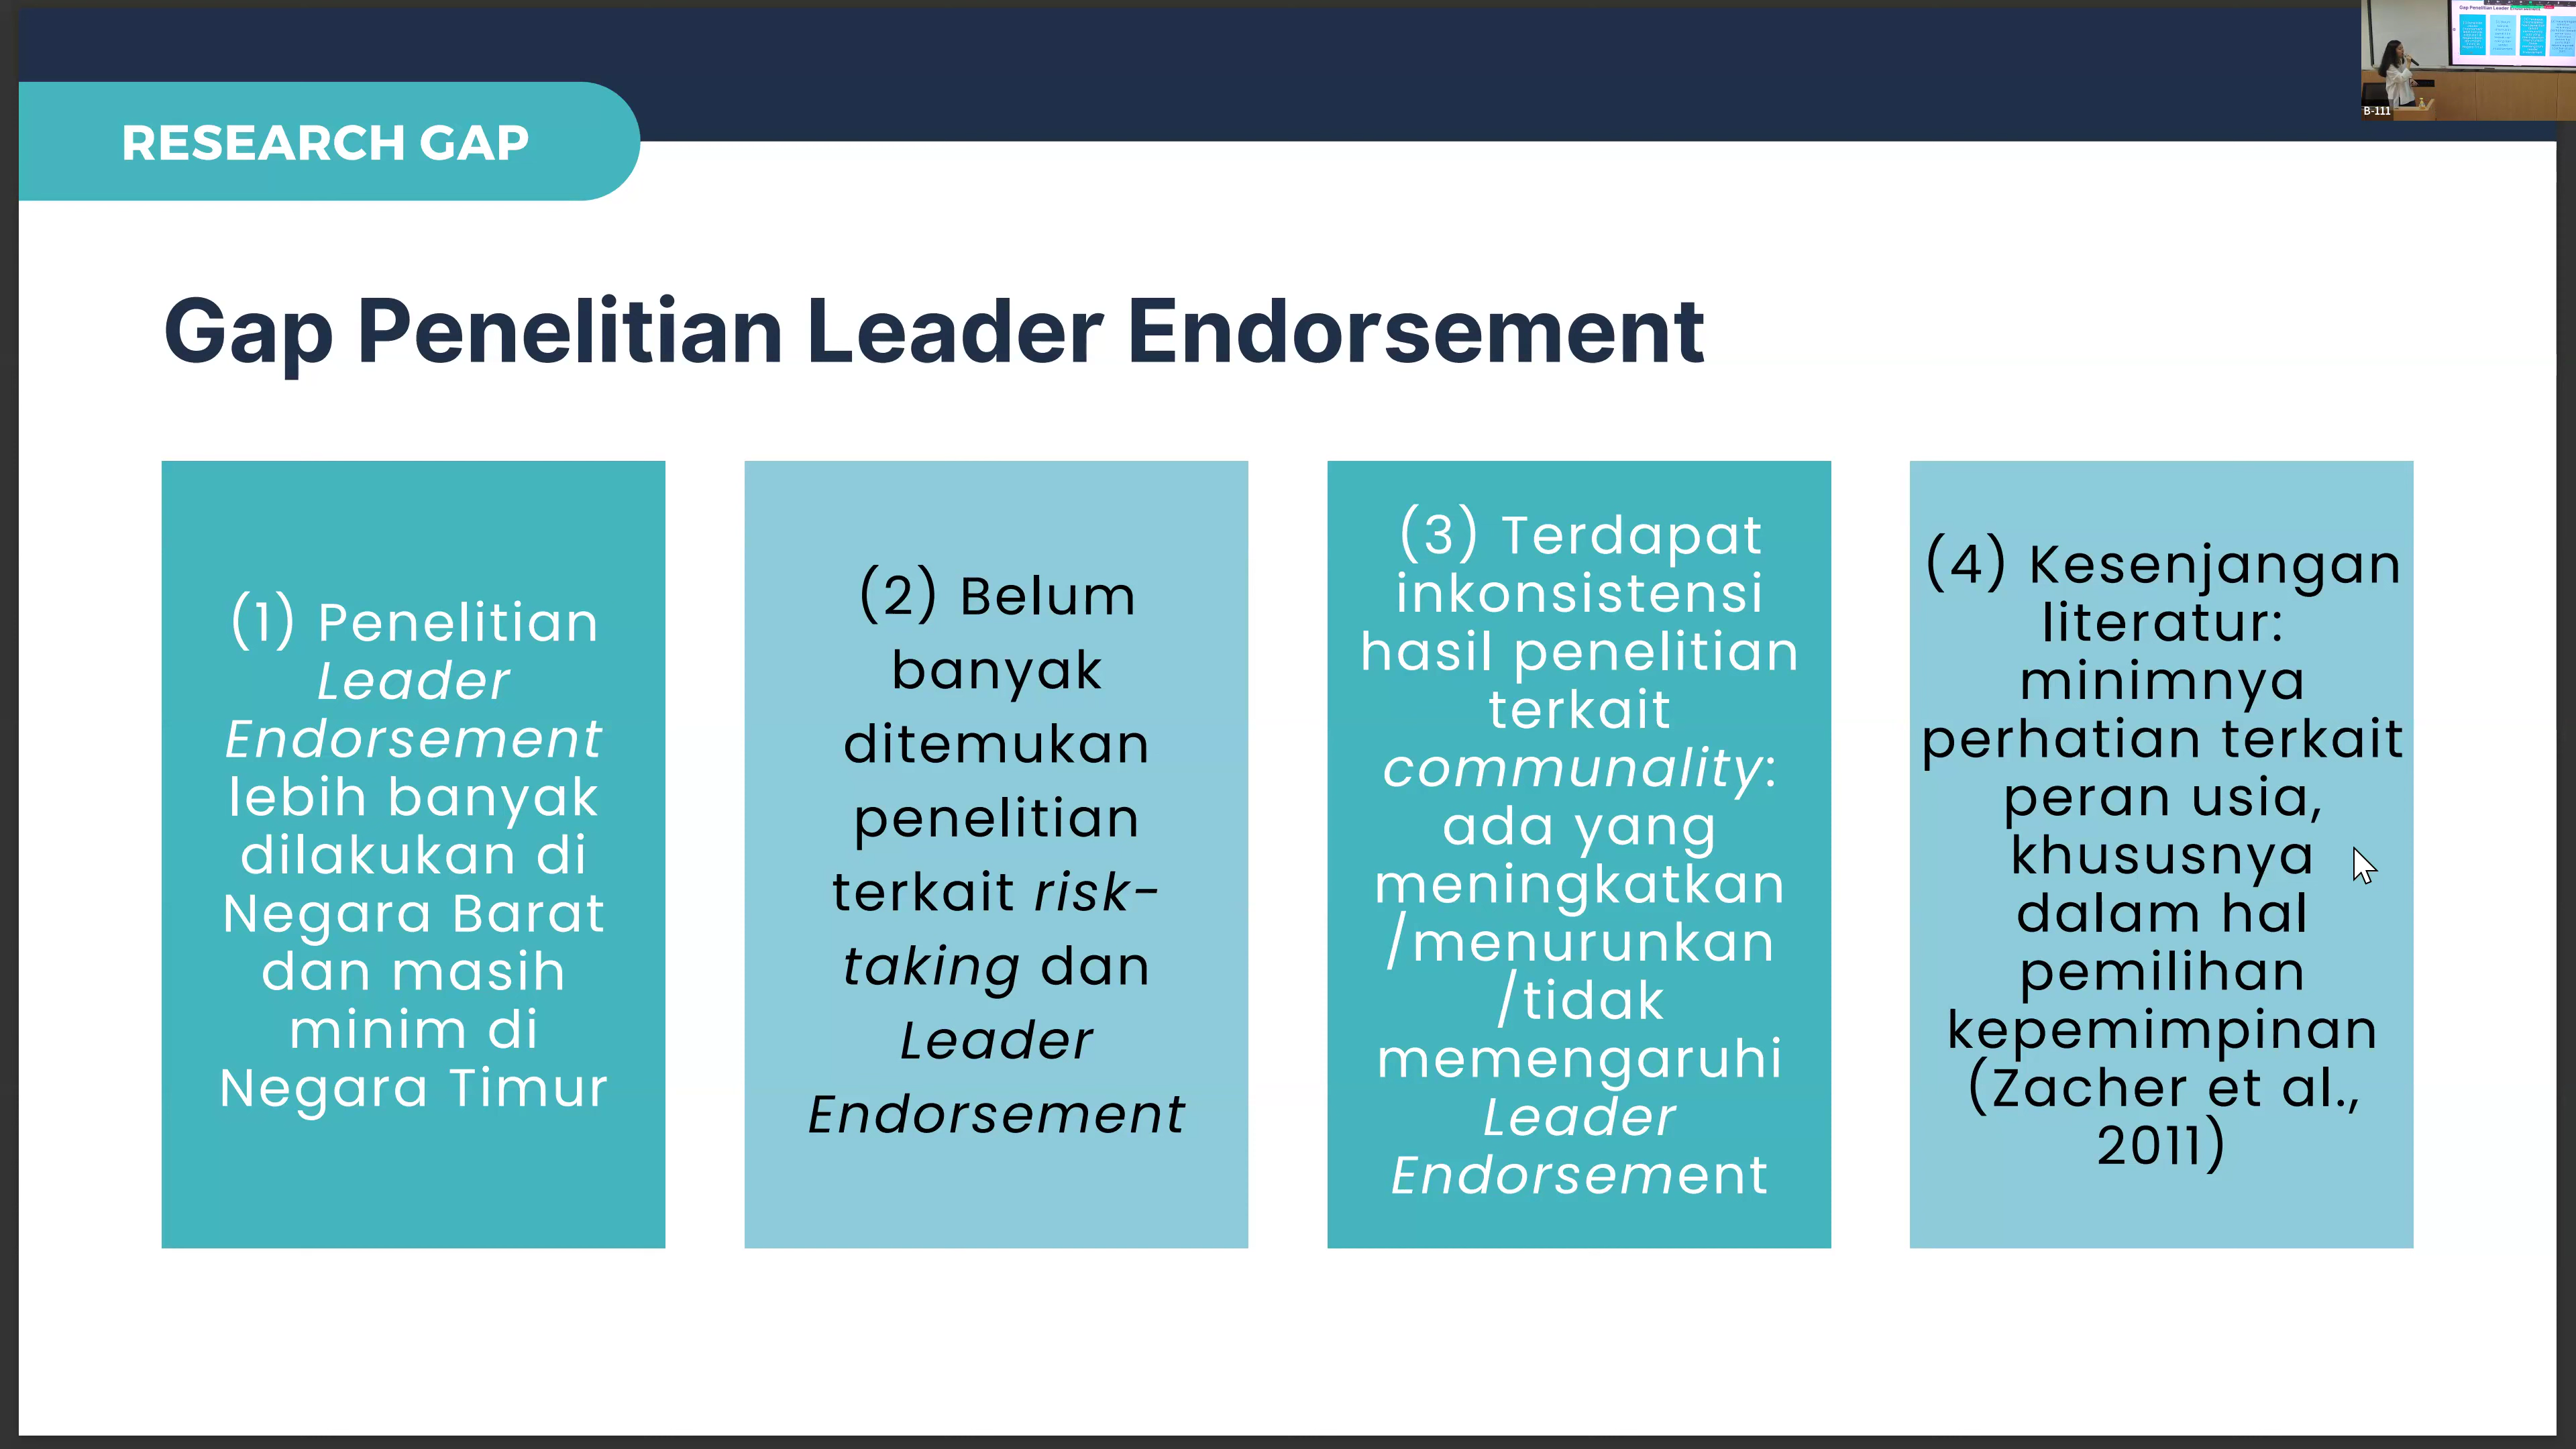 RESEARCH GAP
B-111
Gap Penelitian Leader Endorsement
(1) Penelitian
Leader
Endorsement
lebih banyak
dilakukan di
Negara Barat
dan masih
minim di
Negara Timur
(2) Belum
banyak
ditemukan
penelitian
terkait risk-
taking dan
Leader
Endorsement
(3) Terdapat
inkonsistensi
hasil penelitian
terkait
communality:
ada yang
meningkatkan
/menurunkan
/tidak
memengaruhi
Leader
Endorsement
(4) Kesenjangan
literatur:
minimnya
perhatian terkait
peran usia,
khususnya
dalam hal
pemilihan
kepemimpinan
(Zacher et al.,
2011)